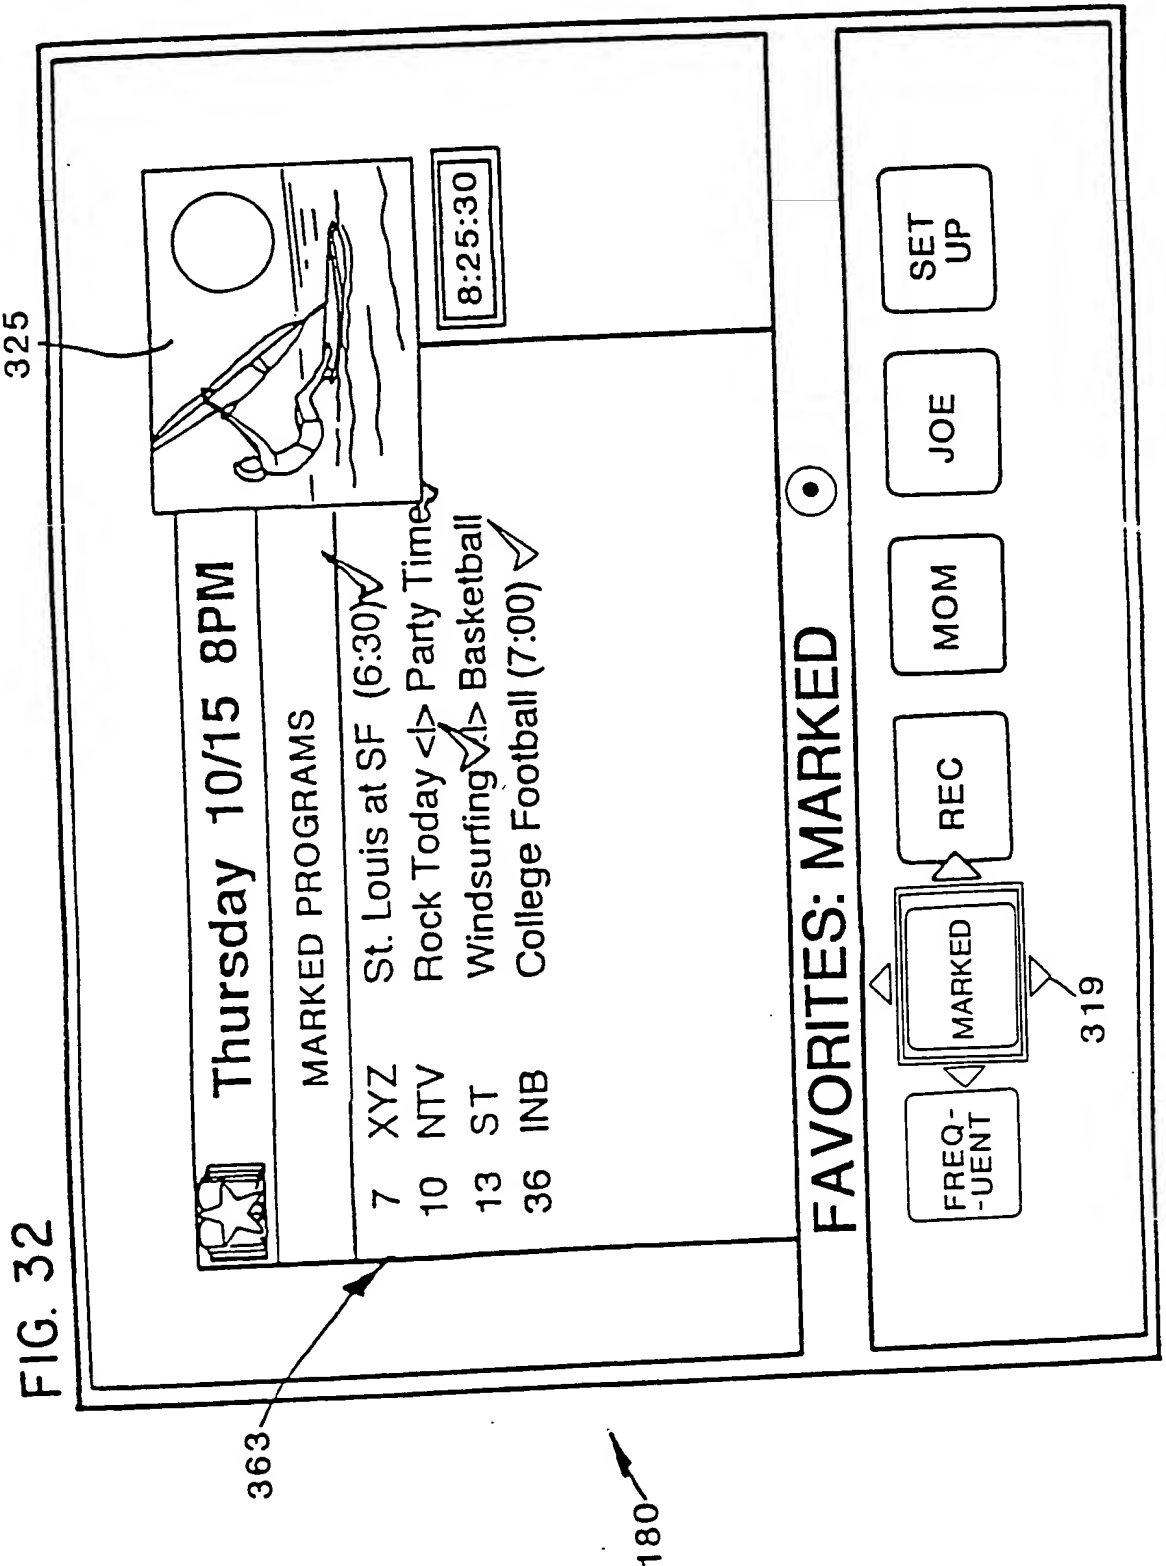 FIG. 32
325
363
180
Thursday 10/15 8PM
MARKED PROGRAMS
7 XYZ St. Louis at SF (6:30)
10 NTV Rock Today <|> Party Time
13 ST Windsurfing <|> Basketball
36 INB College Football (7:00)
8:25:30
FAVORITES: MARKED
FREQ-
-UENT
MARKED
REC
MOM
JOE
SET
UP
319